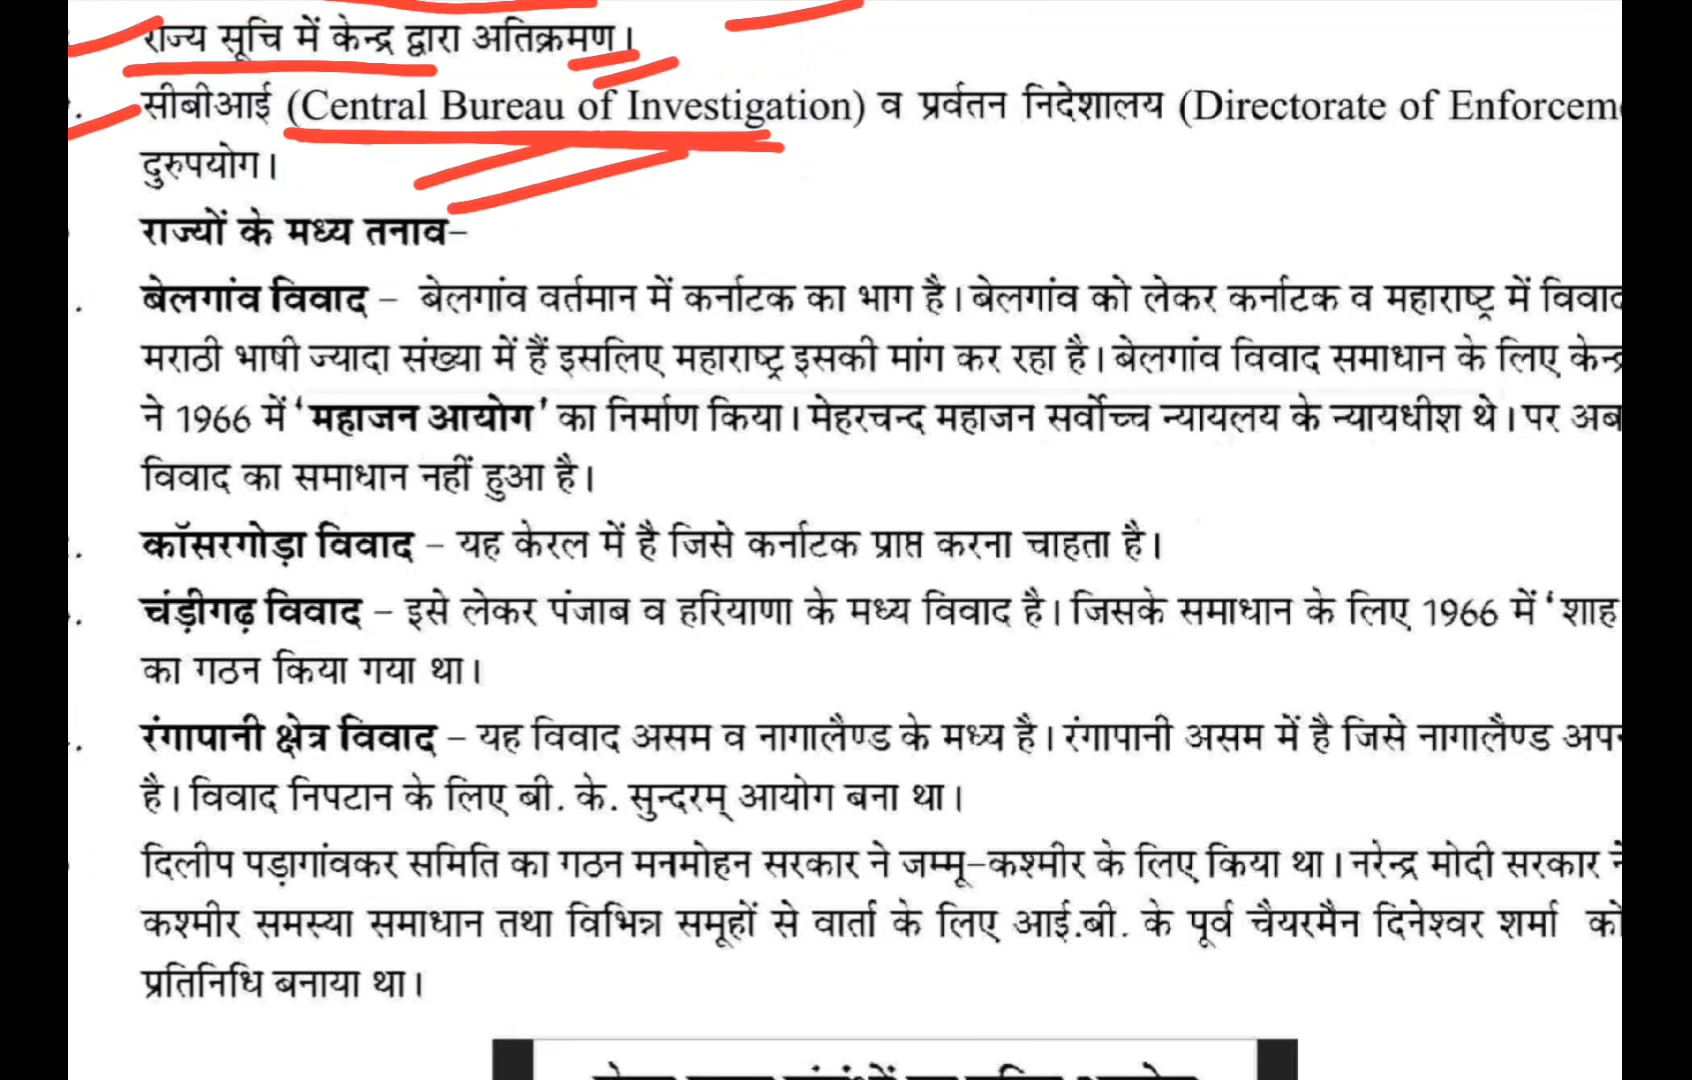 राज्य सूचि में केन्द्र द्वारा अतिक्रमण।
सीबीआई (Central Bureau of Investigation) व प्रर्वतन निदेशालय (Directorate of Enforcem
दुरुपयोग।
राज्यों के मध्य तनाव–
बेलगांव विवाद – बेलगांव वर्तमान में कर्नाटक का भाग है। बेलगांव को लेकर कर्नाटक व महाराष्ट्र में विवाद
मराठी भाषी ज्यादा संख्या में हैं इसलिए महाराष्ट्र इसकी मांग कर रहा है। बेलगांव विवाद समाधान के लिए केन्द्र
ने 1966 में ‘महाजन आयोग’ का निर्माण किया। मेहरचन्द महाजन सर्वोच्च न्यायलय के न्यायधीश थे। पर अब
विवाद का समाधान नहीं हुआ है।
कॉसरगोड़ा विवाद – यह केरल में है जिसे कर्नाटक प्राप्त करना चाहता है।
चंड़ीगढ़ विवाद – इसे लेकर पंजाब व हरियाणा के मध्य विवाद है। जिसके समाधान के लिए 1966 में ‘शाह
का गठन किया गया था।
रंगापानी क्षेत्र विवाद – यह विवाद असम व नागालैण्ड के मध्य है। रंगापानी असम में है जिसे नागालैण्ड
है। विवाद निपटान के लिए बी. के. सुन्दरम् आयोग बना था।
दिलीप पड़ागांवकर समिति का गठन मनमोहन सरकार ने जम्मू–कश्मीर के लिए किया था। नरेन्द्र मोदी सरकार ने
कश्मीर समस्या समाधान तथा विभिन्न समूहों से वार्ता के लिए आई.बी. के पूर्व चैयरमैन दिनेश्वर शर्मा को
प्रतिनिधि बनाया था।